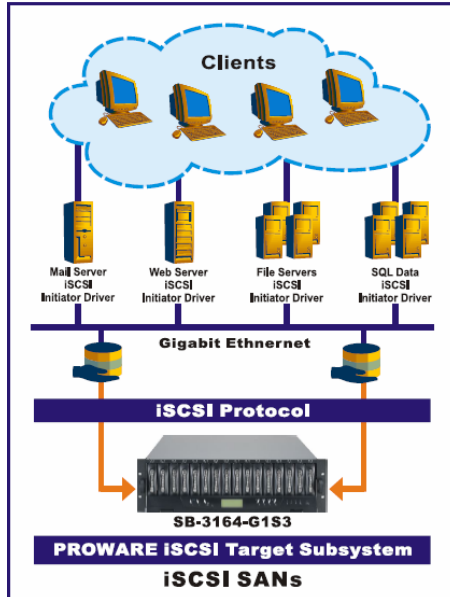 Clients
Mail Server
iSCSI
Initiator Driver
Web Server
iSCSI
Initiator Driver
File Servers
iSCSI
Initiator Driver
SQL Data
iSCSI
Initiator Driver
Gigabit Ethnernet
iSCSI Protocol
SB-3164-G1S3
PROWARE iSCSI Target Subsystem
iSCSI SANs